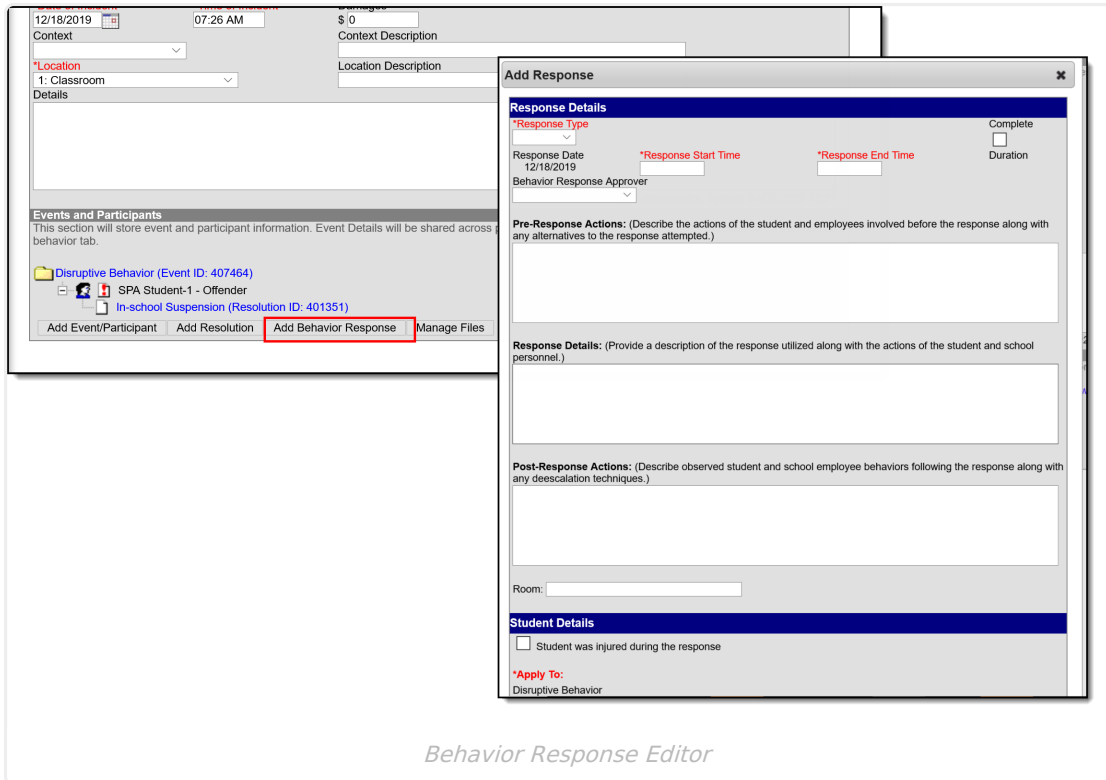 12/18/2019
07:26 AM
$ 0
Context
Context Description
*Location
Location Description
1: Classroom
Details
Events and Participants
This section will store event and participant information. Event Details will be shared across
behavior tab.
Disruptive Behavior (Event ID: 407464)
SPA Student-1 - Offender
In-school Suspension (Resolution ID: 401351)
Add Event/Participant Add Resolution Add Behavior Response Manage Files
Add Response
Response Details
*Response Type
Complete
Response Date *Response Start Time *Response End Time Duration
12/18/2019
Behavior Response Approver
Pre-Response Actions: (Describe the actions of the student and employees involved before the response along with
any alternatives to the response attempted.)
Response Details: (Provide a description of the response utilized along with the actions of the student and school
personnel.)
Post-Response Actions: (Describe observed student and school employee behaviors following the response along with
any deescalation techniques.)
Room:
Student Details
Student was injured during the response
*Apply To:
Disruptive Behavior
Behavior Response Editor